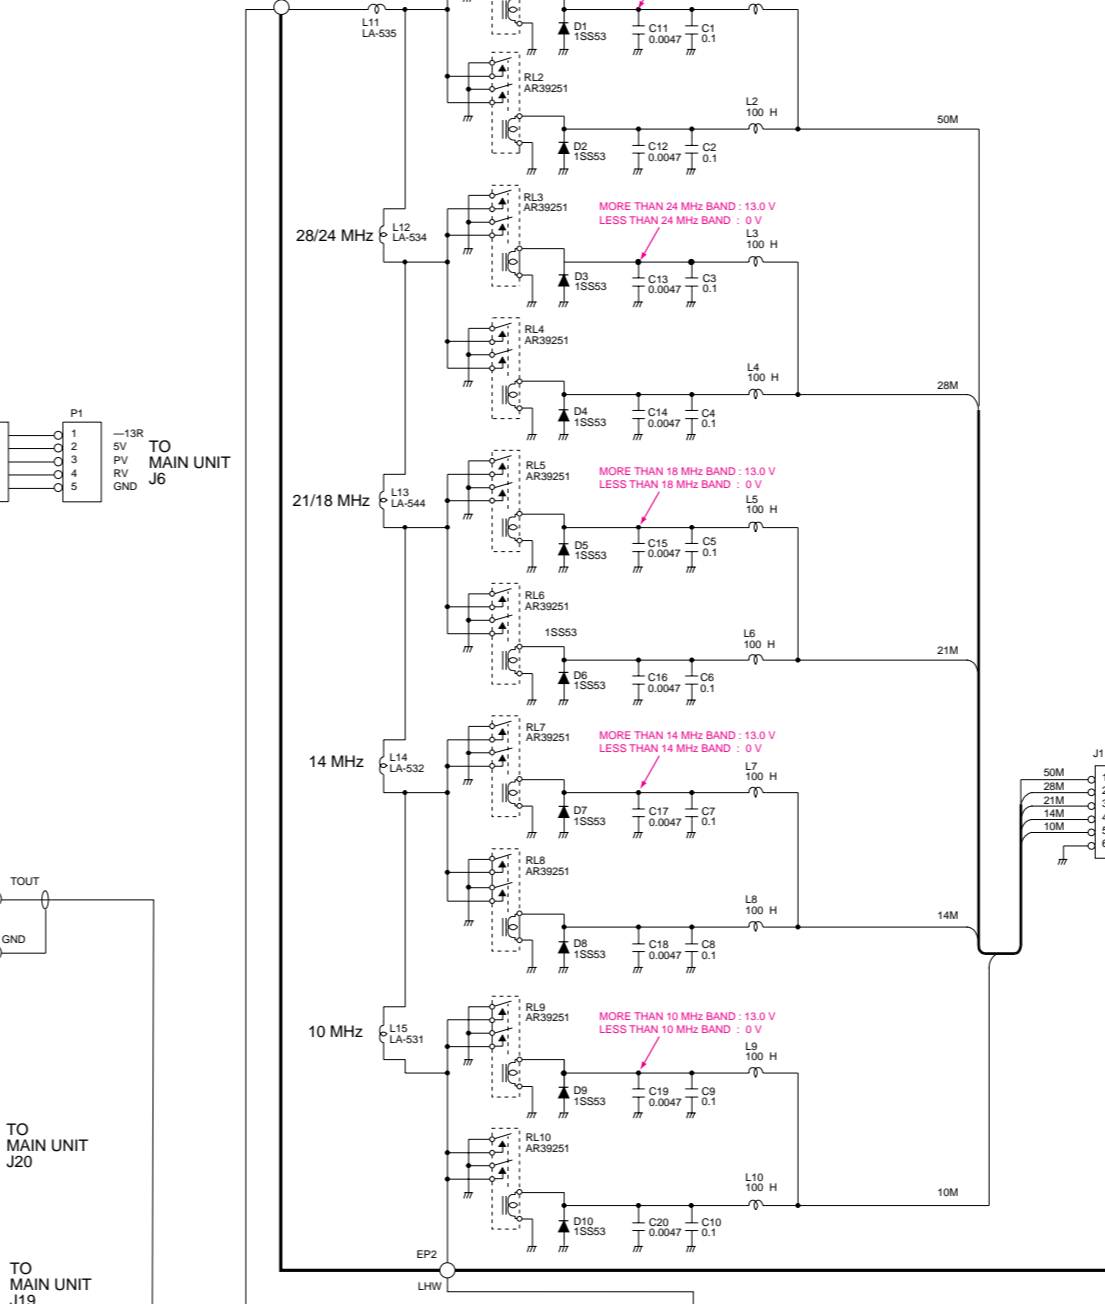 L11
LA-535
D1
1SS53
C11
0.0047
C1
0.1
RL2
AR39251
D2
1SS53
C12
0.0047
C2
0.1
L2
100 H
50M
28/24 MHz
L12
LA-534
RL3
AR39251
MORE THAN 24 MHz BAND : 13.0 V
LESS THAN 24 MHz BAND : 0 V
L3
100 H
D3
1SS53
C13
0.0047
C3
0.1
RL4
AR39251
L4
100 H
28M
D4
1SS53
C14
0.0047
C4
0.1
P1
1
2
3
4
5
—13R
5V
PV
RV
GND
TO
MAIN UNIT
J6
21/18 MHz
L13
LA-544
RL5
AR39251
MORE THAN 18 MHz BAND : 13.0 V
LESS THAN 18 MHz BAND : 0 V
L5
100 H
D5
1SS53
C15
0.0047
C5
0.1
RL6
AR39251
1SS53
L6
100 H
21M
D6
1SS53
C16
0.0047
C6
0.1
14 MHz
L14
LA-532
RL7
AR39251
MORE THAN 14 MHz BAND : 13.0 V
LESS THAN 14 MHz BAND : 0 V
L7
100 H
D7
1SS53
C17
0.0047
C7
0.1
J1
50M
28M
21M
14M
10M
1
2
3
4
5
6
RL8
AR39251
L8
100 H
14M
D8
1SS53
C18
0.0047
C8
0.1
TOUT
GND
10 MHz
L15
LA-531
RL9
AR39251
MORE THAN 10 MHz BAND : 13.0 V
LESS THAN 10 MHz BAND : 0 V
L9
100 H
D9
1SS53
C19
0.0047
C9
0.1
TO
MAIN UNIT
J20
RL10
AR39251
L10
100 H
10M
D10
1SS53
C20
0.0047
C10
0.1
EP2
LHW
TO
MAIN UNIT
J19